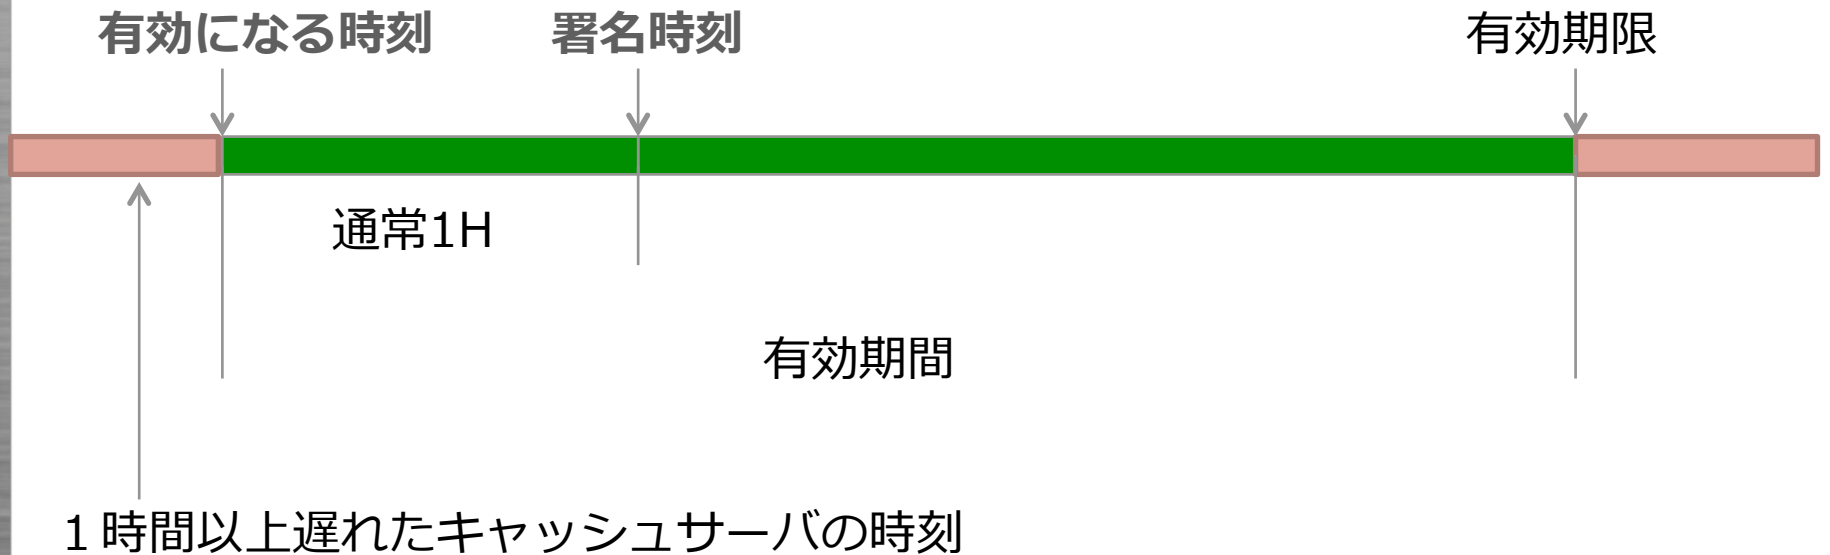 有効になる時刻
署名時刻
有効期限
通常1H
有効期間
１時間以上遅れたキャッシュサーバの時刻